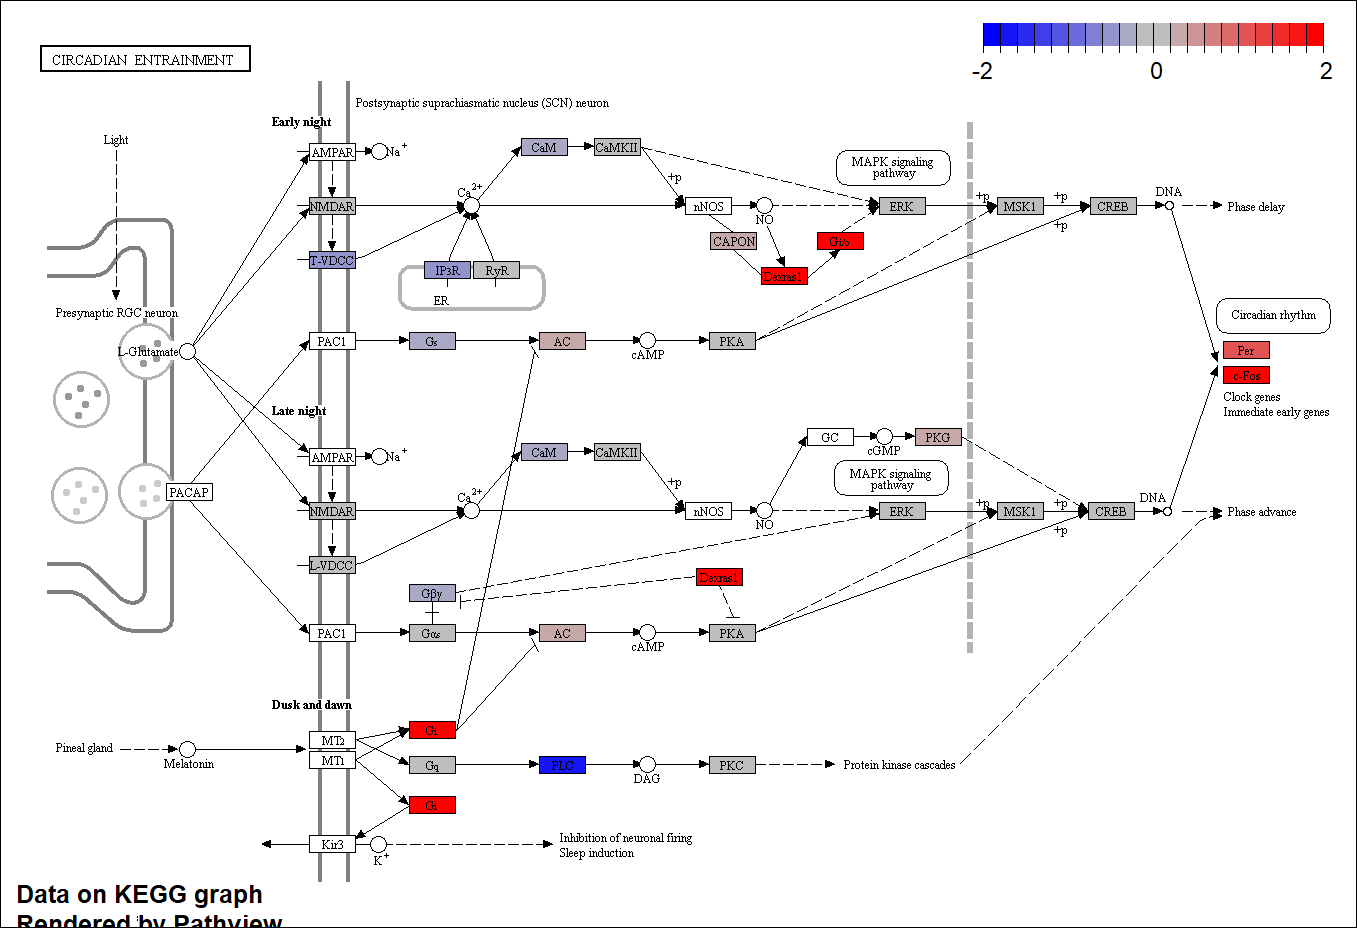 CIRCADIAN ENTRAINMENT
-2 0 2
Postsynaptic suprachiasmatic nucleus (SCN) neuron
Early night
Light
AMPAR Na+
CaM CaMKII
MAPK signaling
pathway
+p
Ca2+
NMDAR nNOS NO ERK +p MSK1 +p CREB DNA Phase delay
+p
CAPON Gi/o
T-VDCC IP3R RyR Dexras1
ER
Presynaptic RGC neuron
Circadian rhythm
PAC1 Gs AC cAMP PKA
L-Glutamate
Per
c-Fos
Clock genes
Immediate early genes
Late night
GC cGMP PKG
AMPAR Na+
CaM CaMKII
MAPK signaling
pathway
+p
PACAP
Ca2+
NMDAR nNOS NO ERK +p MSK1 +p CREB DNA Phase advance
+p
L-VDCC
Dexras1
Gβγ
PAC1 Gαs AC cAMP PKA
Dusk and dawn
Gi
MT2
Pineal gland Melatonin
MT1 Gq PLC DAG PKC Protein kinase cascades
Gi
Kir3 K+
Inhibition of neuronal firing
Sleep induction
Data on KEGG graph
Rendered by Pathview